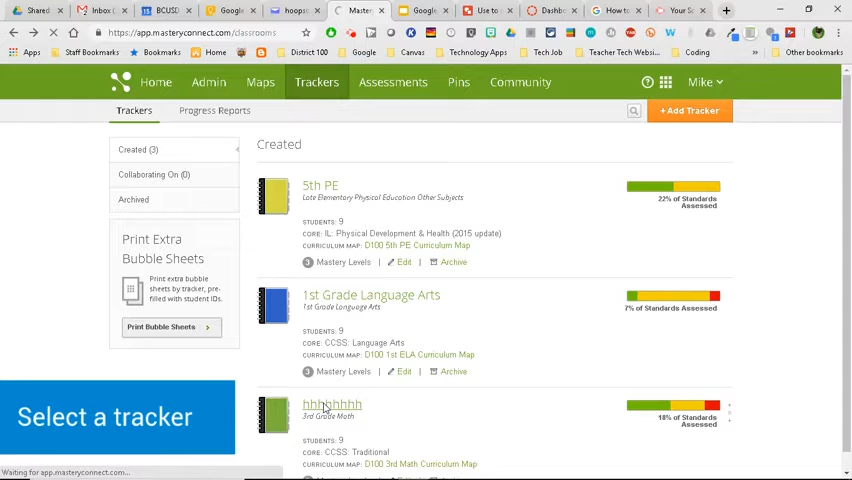 Shared
Inbox (
BCUSD
Google
hoops
Master
Google
Use to
Dashb
How to
Your S
https://app.masteryconnect.com/classrooms
Apps
Staff Bookmarks
Bookmarks
District 100
Google
Canvas
Technology Apps
Tech Job
Teacher Tech Websi...
Coding
Other bookmarks
Home
Admin
Maps
Trackers
Assessments
Pins
Community
Mike
Trackers
Progress Reports
+ Add Tracker
Created (3)
Collaborating On (0)
Archived
Print Extra
Bubble Sheets
Print extra bubble
sheets by tracker, pre-
filled with student IDs.
Print Bubble Sheets
Created
5th PE
Late Elementary Physical Education Other Subjects
STUDENTS: 9
CORE: IL: Physical Development & Health (2015 update)
CURRICULUM MAP: D100 5th PE Curriculum Map
3 Mastery Levels | Edit | Archive
22% of Standards
Assessed
1st Grade Language Arts
1st Grade Language Arts
STUDENTS: 9
CORE: CCSS: Language Arts
CURRICULUM MAP: D100 1st ELA Curriculum Map
3 Mastery Levels | Edit | Archive
7% of Standards Assessed
hhhhhhhh
3rd Grade Math
STUDENTS: 9
CORE: CCSS: Traditional
CURRICULUM MAP: D100 3rd Math Curriculum Map
18% of Standards Assessed
Select a tracker
Waiting for app.masteryconnect.com...